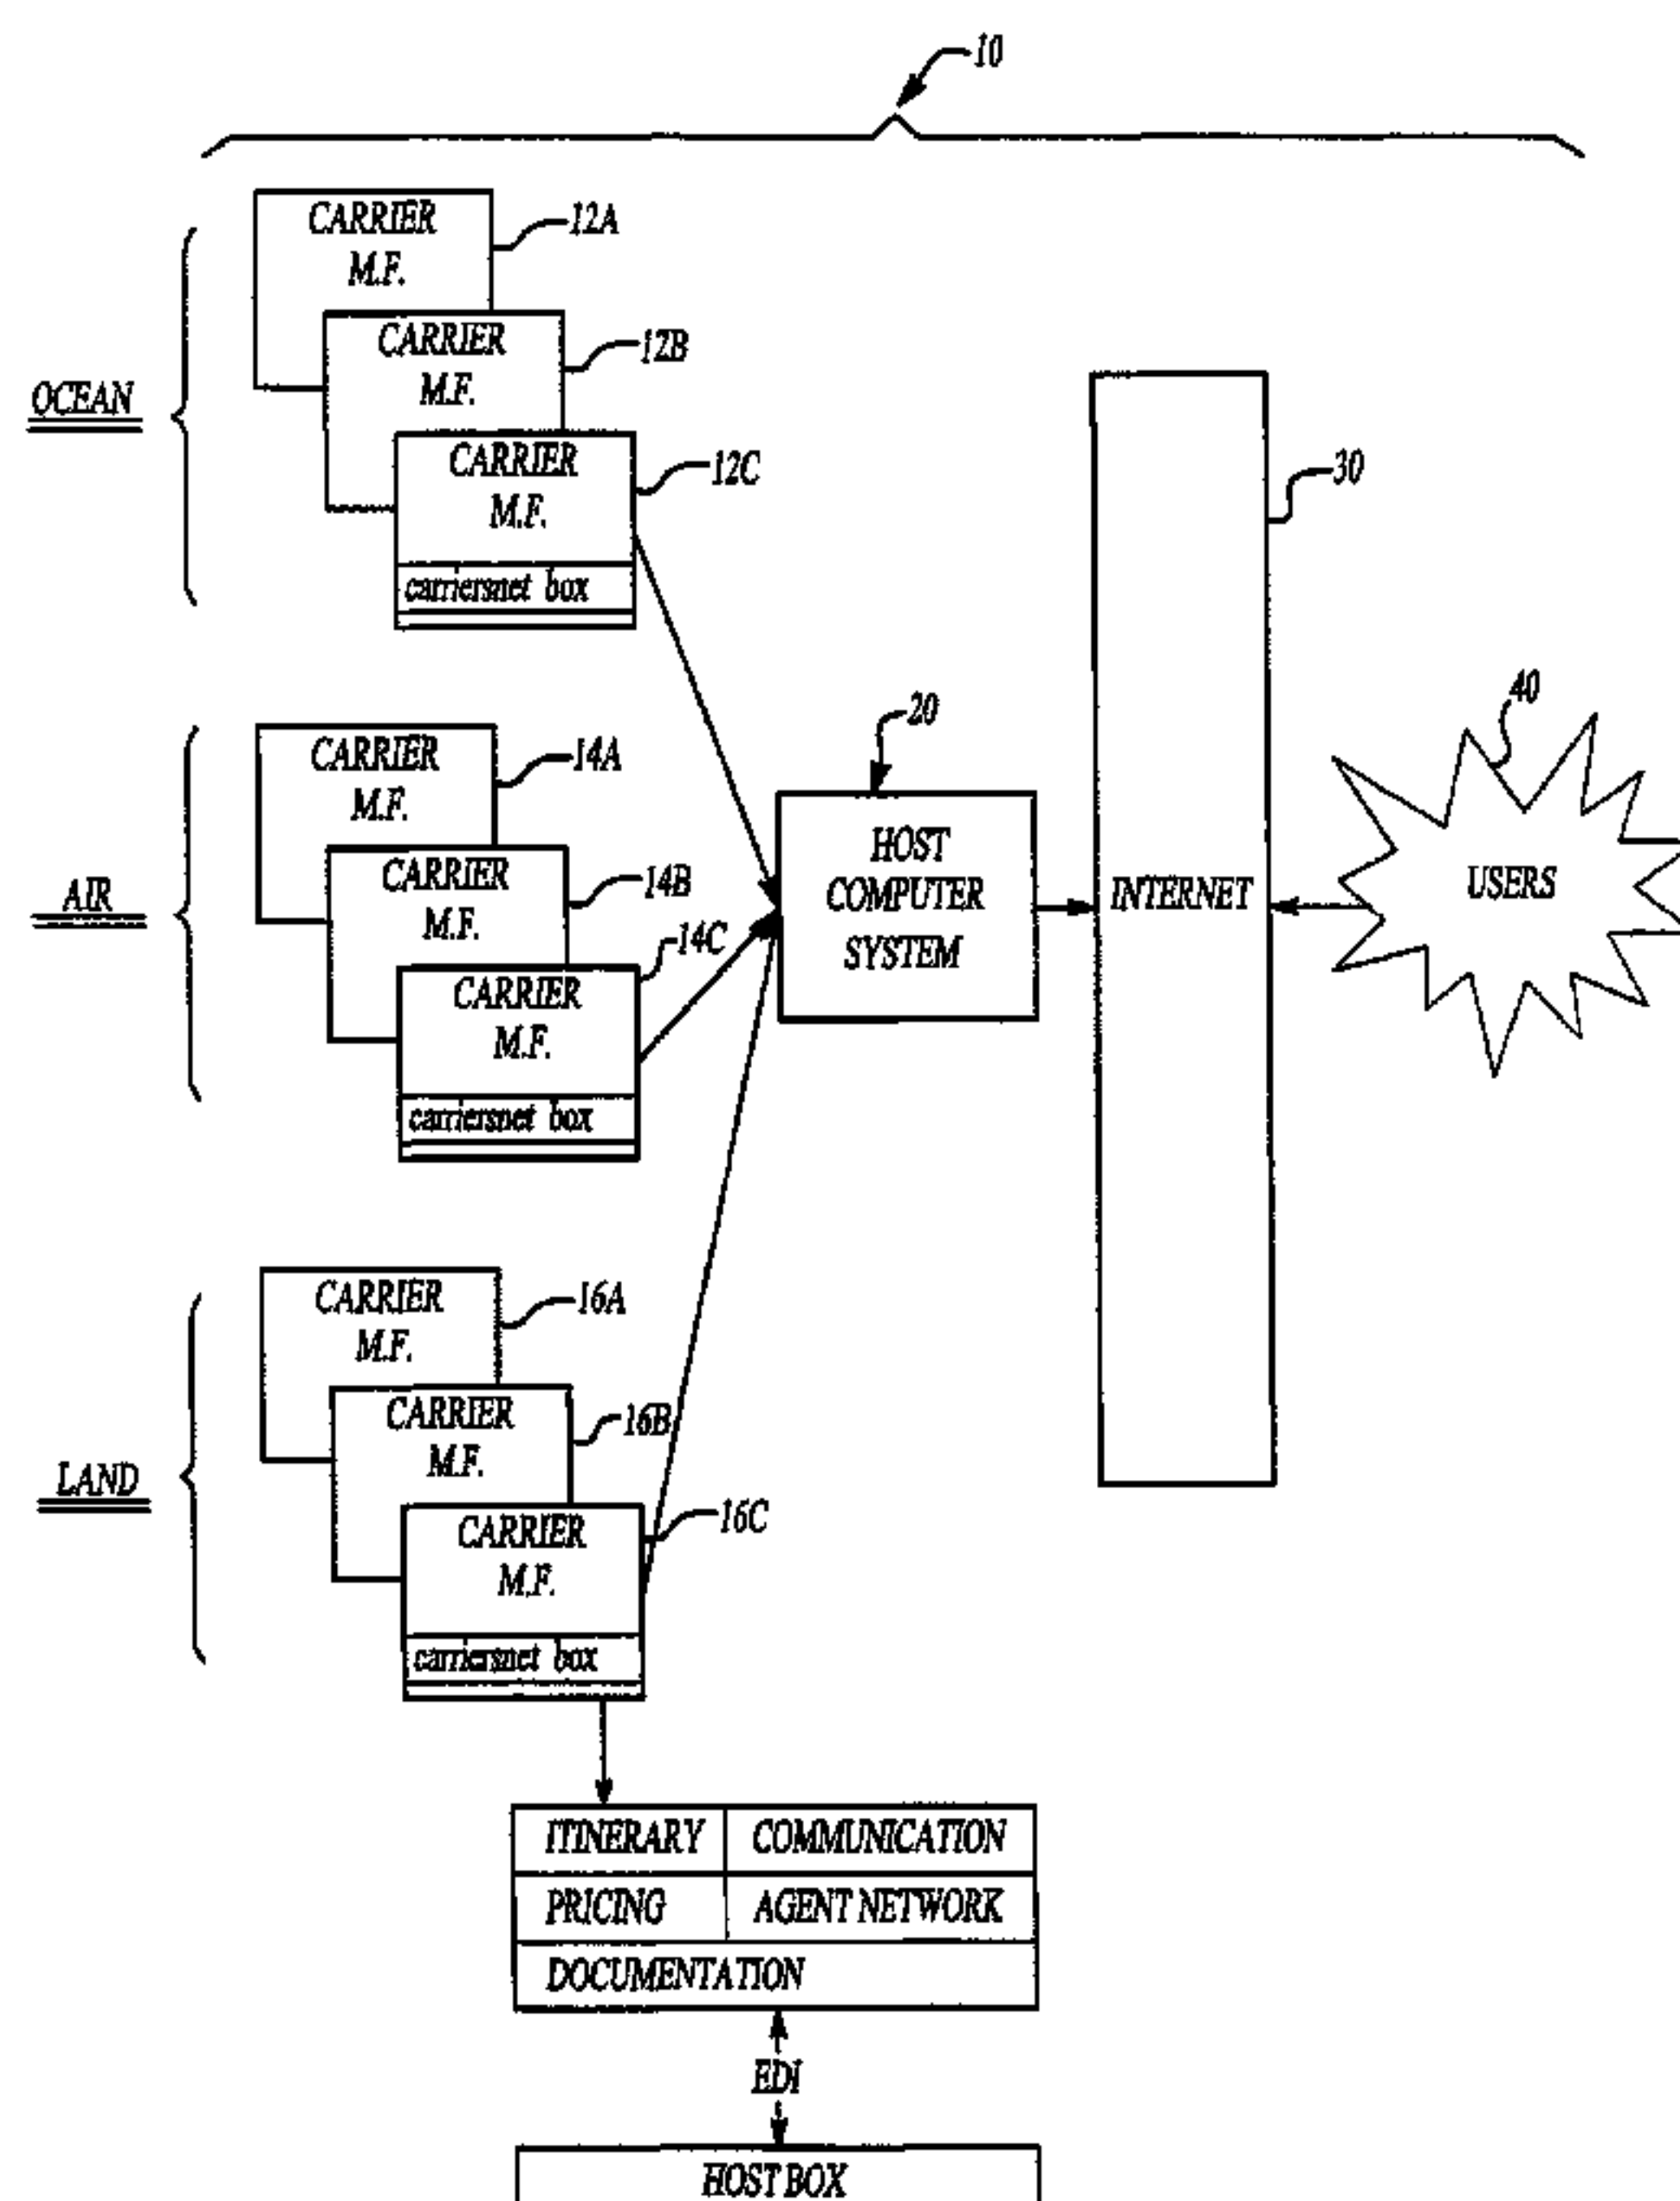 10
CARRIER
M.F.
12A
CARRIER
M.F.
12B
OCEAN
CARRIER
M.F.
12C
carriersnet box
30
CARRIER
M.F.
14A
CARRIER
M.F.
14B
AIR
CARRIER
M.F.
14C
carriersnet box
20
HOST
COMPUTER
SYSTEM
INTERNET
40
USERS
CARRIER
M.F.
16A
CARRIER
M.F.
16B
LAND
CARRIER
M.F.
16C
carriersnet box
ITINERARY COMMUNICATION
PRICING AGENT NETWORK
DOCUMENTATION
EDI
HOST BOX